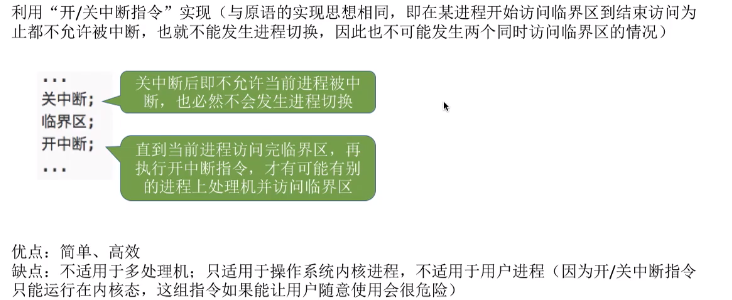 利用“开/关中断指令”实现（与原语的实现思想相同，即在某进程开始访问临界区到结束访问为
止都不允许被中断，也就不能发生进程切换，因此也不可能发生两个同时访问临界区的情况）
...
关中断;
临界区;
开中断;
...
关中断后即不允许当前进程被中
断，也必然不会发生进程切换
直到当前进程访问完临界区，再
执行开中断指令，才有可能有别
的进程上处理机并访问临界区
优点：简单、高效
缺点：不适用于多处理机；只适用于操作系统内核进程，不适用于用户进程（因为开/关中断指令
只能运行在内核态，这组指令如果能让用户随意使用会很危险）